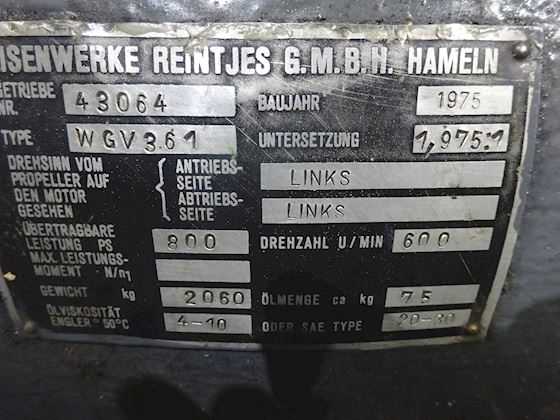 ISENWERKE REINTJES G.M.B.H. HAMELN
GETRIEBE NR. 43064 BAUJAHR 1975
TYPE WGV361 UNTERSETZUNG 1,975:1
DREHSINN VOM PROPELLER AUF DEN MOTOR GESEHEN
ANTRIEBS-SEITE LINKS
ABTRIEBS-SEITE LINKS
ÜBERTRAGBARE LEISTUNG PS 800 DREHZAHL U/MIN 600
MAX. LEISTUNGS-MOMENT N/n1
GEWICHT kg 2060 ÖLMENGE ca kg 75
ÖLVISKOSITÄT ENGLER° 50°C 4-10 ODER SAE TYPE 20-30